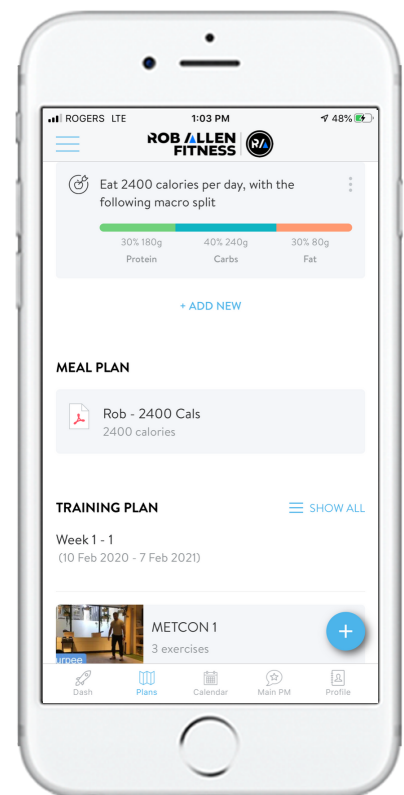 ROGERS LTE 1:03 PM 48%
ROB ALLEN
FITNESS
R/A
Eat 2400 calories per day, with the
following macro split
30% 180g 40% 240g 30% 80g
Protein Carbs Fat
+ ADD NEW
MEAL PLAN
Rob - 2400 Cals
2400 calories
TRAINING PLAN SHOW ALL
Week 1 - 1
(10 Feb 2020 - 7 Feb 2021)
METCON 1
3 exercises
urpee
+
Dash Plans Calendar Main PM Profile